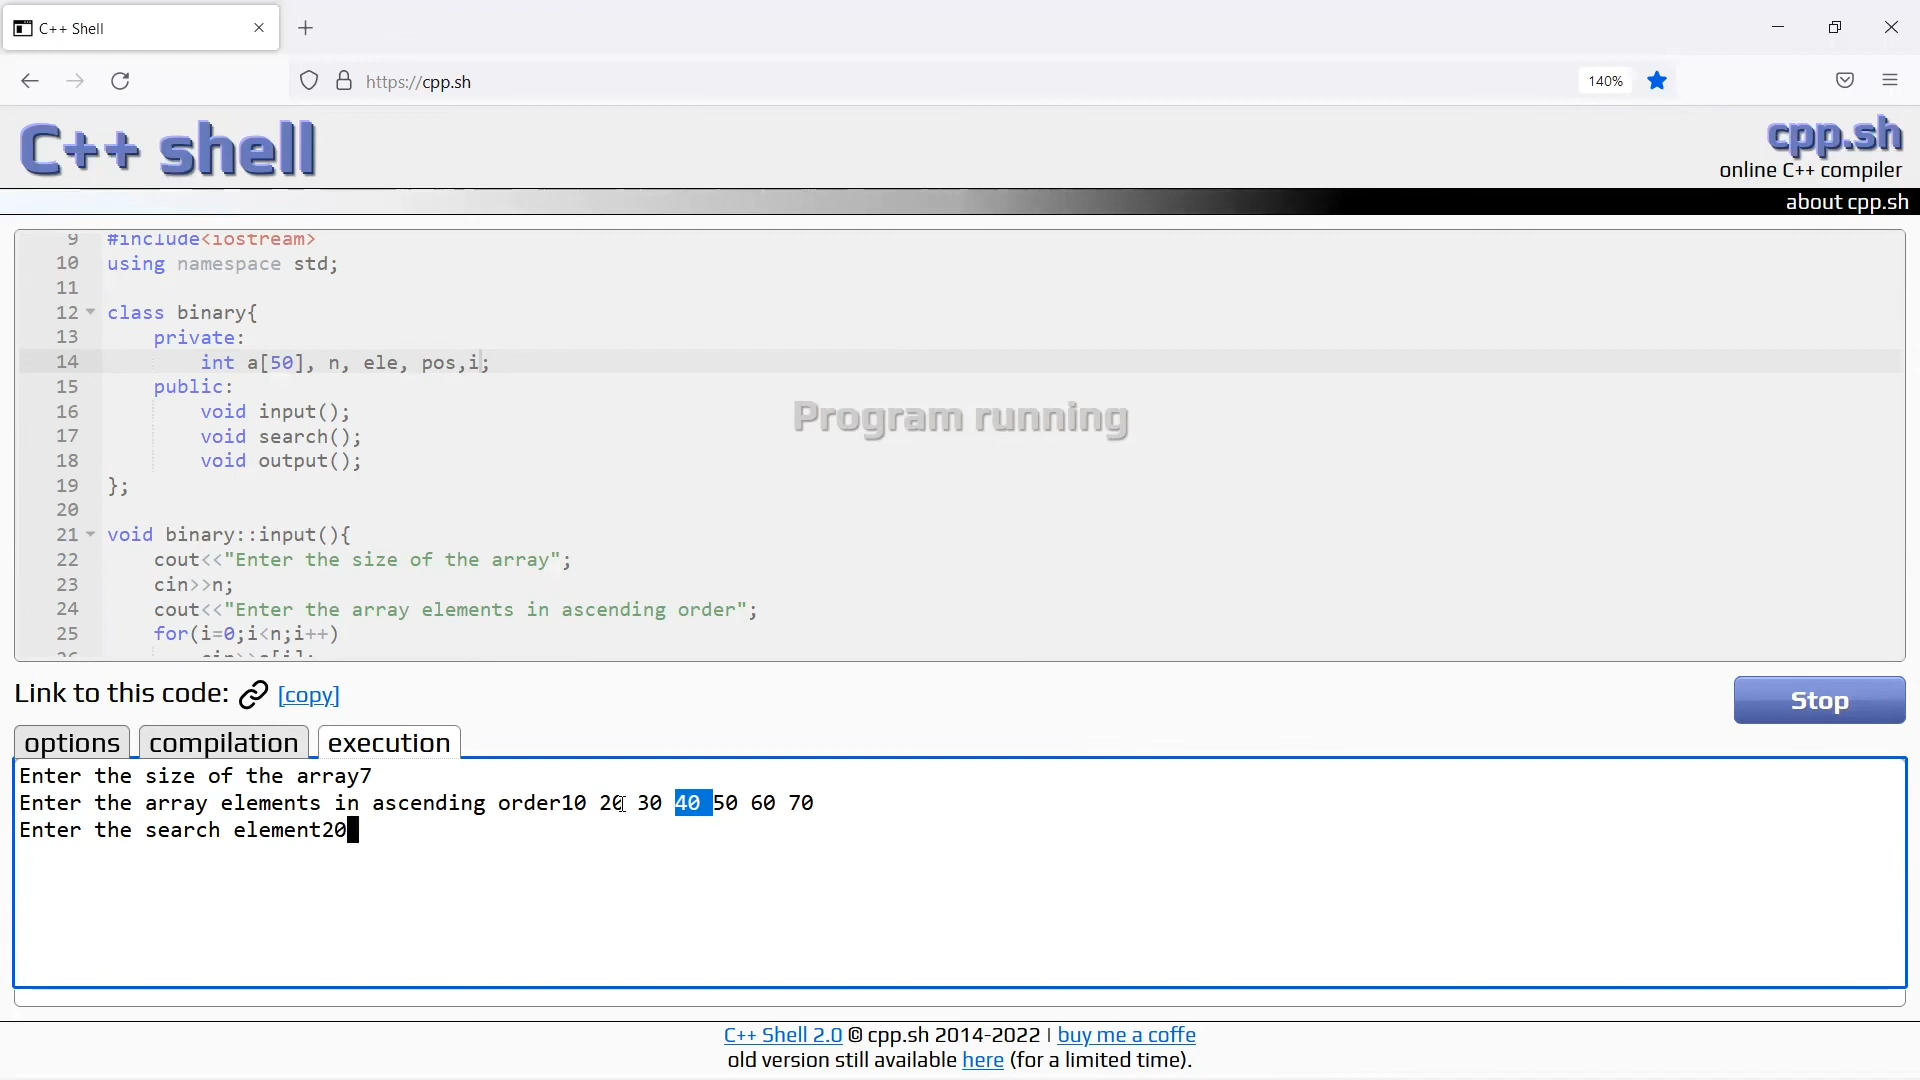 C++ Shell
https://cpp.sh
140%
C++ shell
cpp.sh
online C++ compiler
about cpp.sh
9 #include<iostream>
10 using namespace std;
11
12 class binary{
13 private:
14 int a[50], n, ele, pos,i;
15 public:
16 void input();
17 void search();
18 void output();
19 };
20
21 void binary::input(){
22 cout<<"Enter the size of the array";
23 cin>>n;
24 cout<<"Enter the array elements in ascending order";
25 for(i=0;i<n;i++)
26 cin>>a[i];
Program running
Link to this code: [copy]
Stop
options compilation execution
Enter the size of the array7
Enter the array elements in ascending order10 20 30 40 50 60 70
Enter the search element20
C++ Shell 2.0 © cpp.sh 2014-2022 | buy me a coffe
old version still available here (for a limited time).